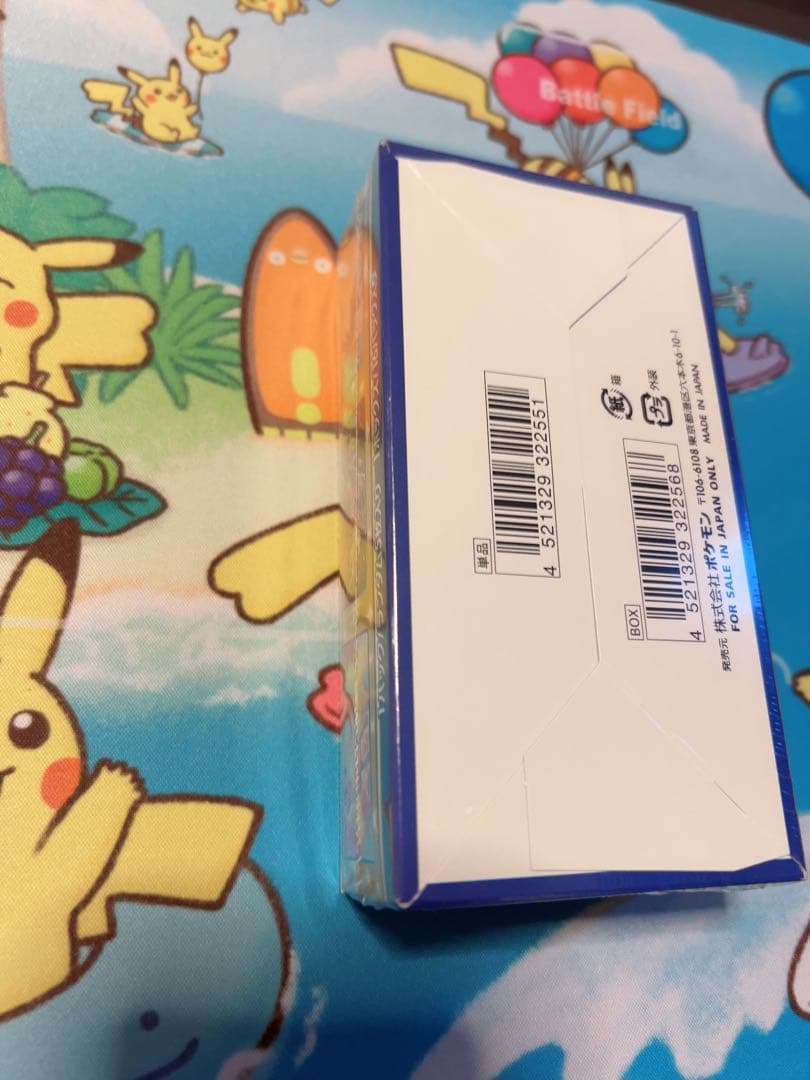 Battle Field
単品
4 521329 322551
BOX
4 521329 322568
紙 箱
プラ 外装
発売元 株式会社ポケモン 〒106-6108 東京都港区六本木6-10-1
FOR SALE IN JAPAN ONLY MADE IN JAPAN